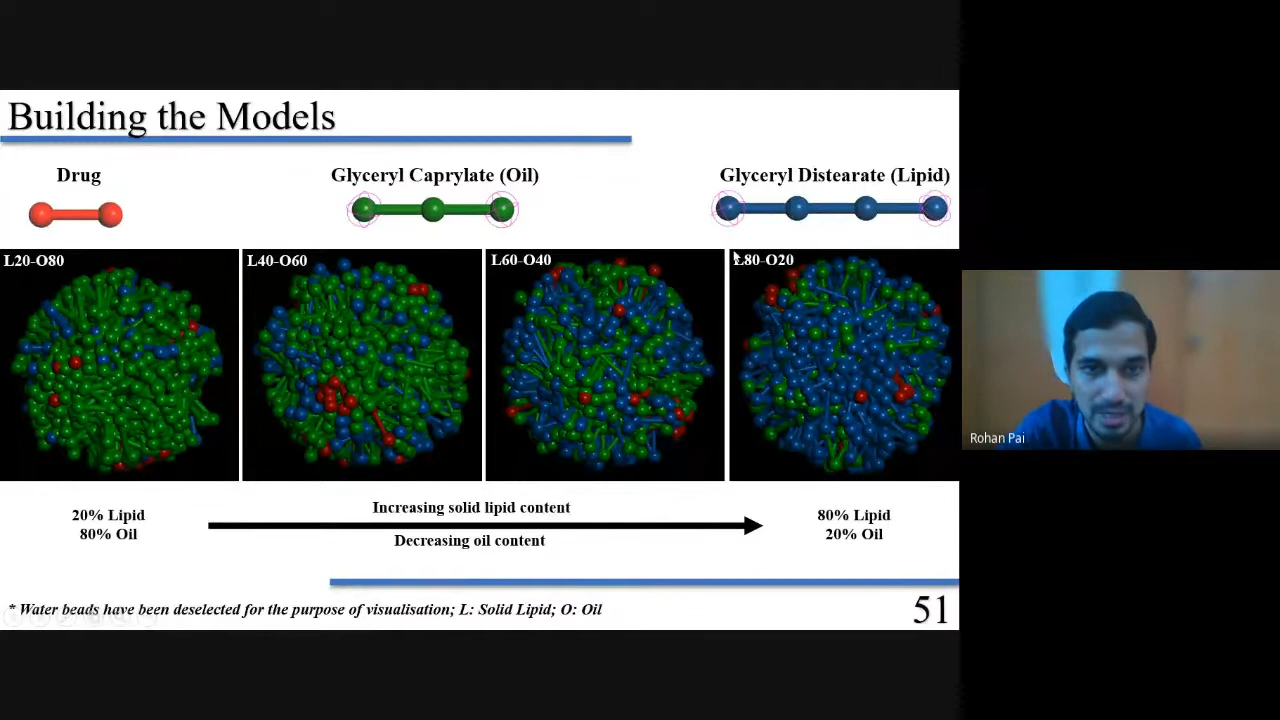 Building the Models
Drug
Glyceryl Caprylate (Oil)
Glyceryl Distearate (Lipid)
L20-O80
L40-O60
L60-O40
L80-O20
20% Lipid
80% Oil
Increasing solid lipid content
Decreasing oil content
80% Lipid
20% Oil
* Water beads have been deselected for the purpose of visualisation; L: Solid Lipid; O: Oil
51
Rohan Pai